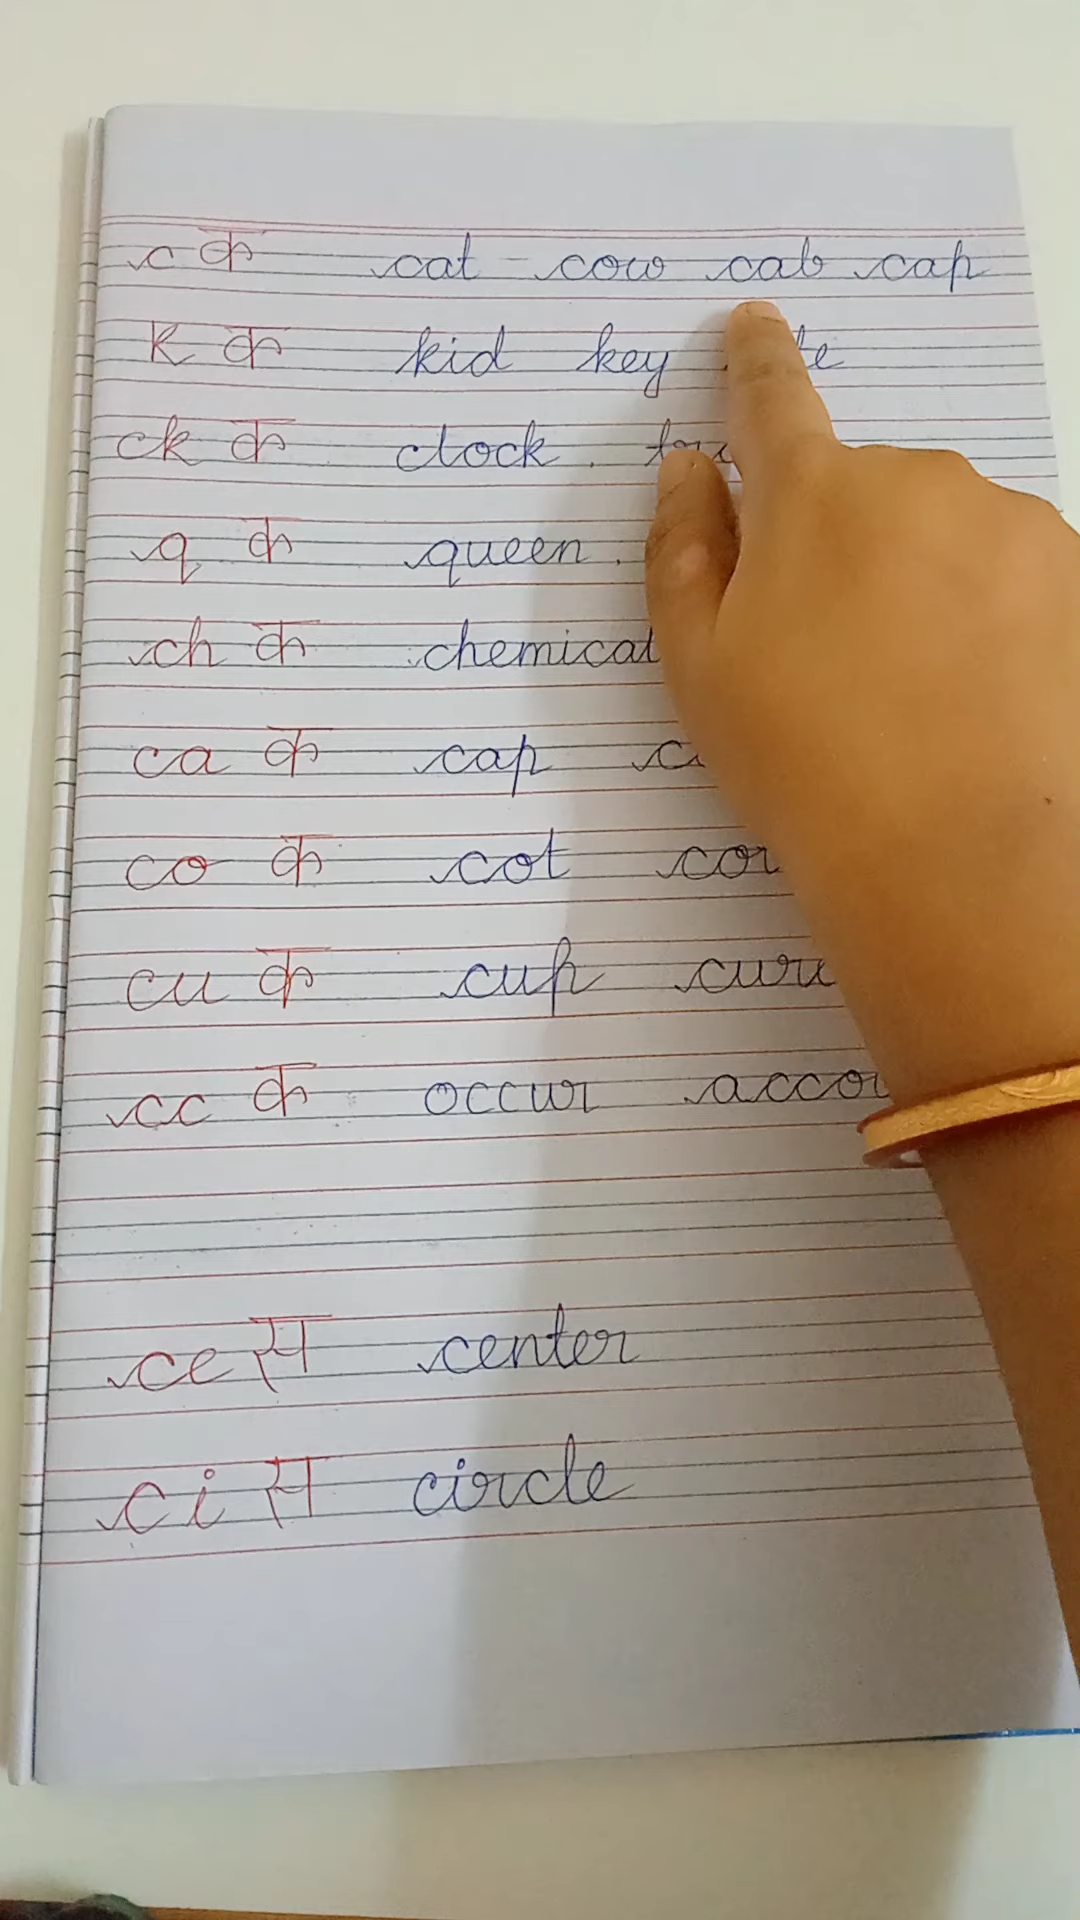 c क cat - cow cab cap
K क kid key
ck क clock .
q क queen .
ch क chemical
ca क cap
co क cot
cu क cup
cc क occur
ce स center
ci स circle